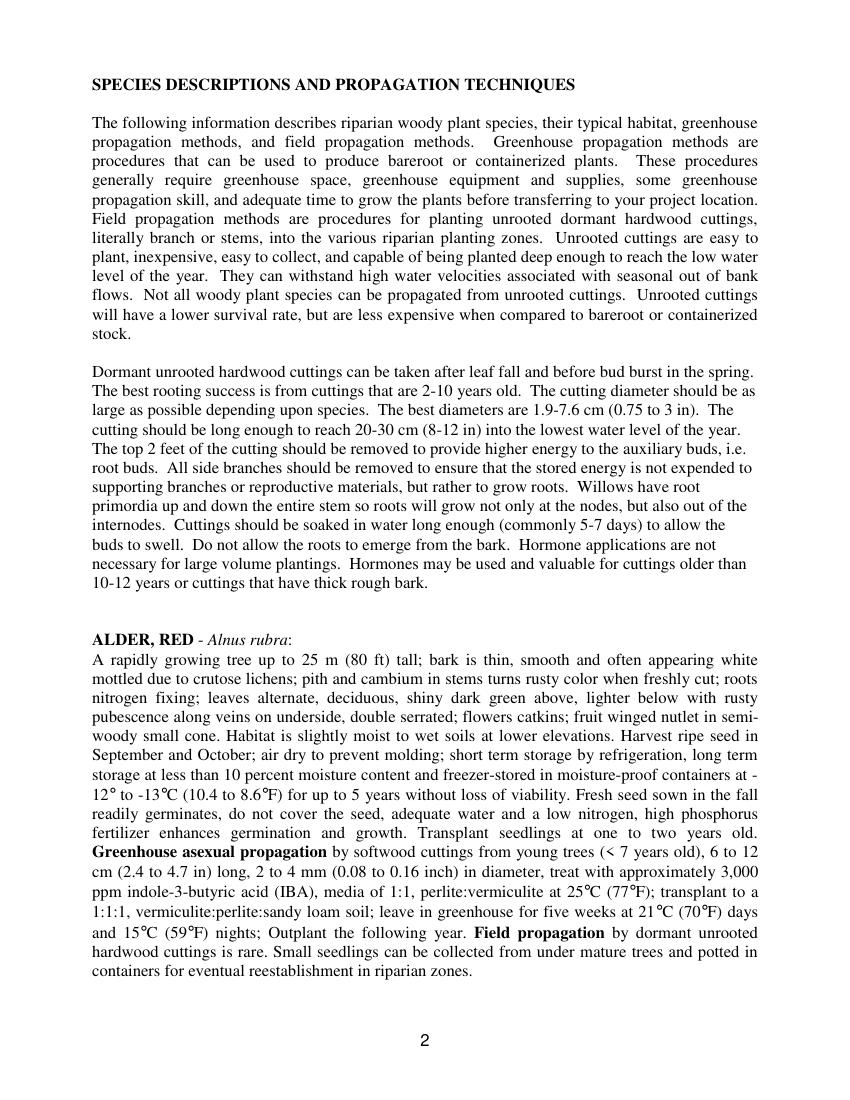 SPECIES DESCRIPTIONS AND PROPAGATION TECHNIQUES
The following information describes riparian woody plant species, their typical habitat, greenhouse
propagation methods, and field propagation methods. Greenhouse propagation methods are
procedures that can be used to produce bareroot or containerized plants. These procedures
generally require greenhouse space, greenhouse equipment and supplies, some greenhouse
propagation skill, and adequate time to grow the plants before transferring to your project location.
Field propagation methods are procedures for planting unrooted dormant hardwood cuttings,
literally branch or stems, into the various riparian planting zones. Unrooted cuttings are easy to
plant, inexpensive, easy to collect, and capable of being planted deep enough to reach the low water
level of the year. They can withstand high water velocities associated with seasonal out of bank
flows. Not all woody plant species can be propagated from unrooted cuttings. Unrooted cuttings
will have a lower survival rate, but are less expensive when compared to bareroot or containerized
stock.
Dormant unrooted hardwood cuttings can be taken after leaf fall and before bud burst in the spring.
The best rooting success is from cuttings that are 2-10 years old. The cutting diameter should be as
large as possible depending upon species. The best diameters are 1.9-7.6 cm (0.75 to 3 in). The
cutting should be long enough to reach 20-30 cm (8-12 in) into the lowest water level of the year.
The top 2 feet of the cutting should be removed to provide higher energy to the auxiliary buds, i.e.
root buds. All side branches should be removed to ensure that the stored energy is not expended to
supporting branches or reproductive materials, but rather to grow roots. Willows have root
primordia up and down the entire stem so roots will grow not only at the nodes, but also out of the
internodes. Cuttings should be soaked in water long enough (commonly 5-7 days) to allow the
buds to swell. Do not allow the roots to emerge from the bark. Hormone applications are not
necessary for large volume plantings. Hormones may be used and valuable for cuttings older than
10-12 years or cuttings that have thick rough bark.
ALDER, RED - Alnus rubra:
A rapidly growing tree up to 25 m (80 ft) tall; bark is thin, smooth and often appearing white
mottled due to crutose lichens; pith and cambium in stems turns rusty color when freshly cut; roots
nitrogen fixing; leaves alternate, deciduous, shiny dark green above, lighter below with rusty
pubescence along veins on underside, double serrated; flowers catkins; fruit winged nutlet in semi-
woody small cone. Habitat is slightly moist to wet soils at lower elevations. Harvest ripe seed in
September and October; air dry to prevent molding; short term storage by refrigeration, long term
storage at less than 10 percent moisture content and freezer-stored in moisture-proof containers at -
12° to -13°C (10.4 to 8.6°F) for up to 5 years without loss of viability. Fresh seed sown in the fall
readily germinates, do not cover the seed, adequate water and a low nitrogen, high phosphorus
fertilizer enhances germination and growth. Transplant seedlings at one to two years old.
Greenhouse asexual propagation by softwood cuttings from young trees (< 7 years old), 6 to 12
cm (2.4 to 4.7 in) long, 2 to 4 mm (0.08 to 0.16 inch) in diameter, treat with approximately 3,000
ppm indole-3-butyric acid (IBA), media of 1:1, perlite:vermiculite at 25°C (77°F); transplant to a
1:1:1, vermiculite:perlite:sandy loam soil; leave in greenhouse for five weeks at 21°C (70°F) days
and 15°C (59°F) nights; Outplant the following year. Field propagation by dormant unrooted
hardwood cuttings is rare. Small seedlings can be collected from under mature trees and potted in
containers for eventual reestablishment in riparian zones.
2